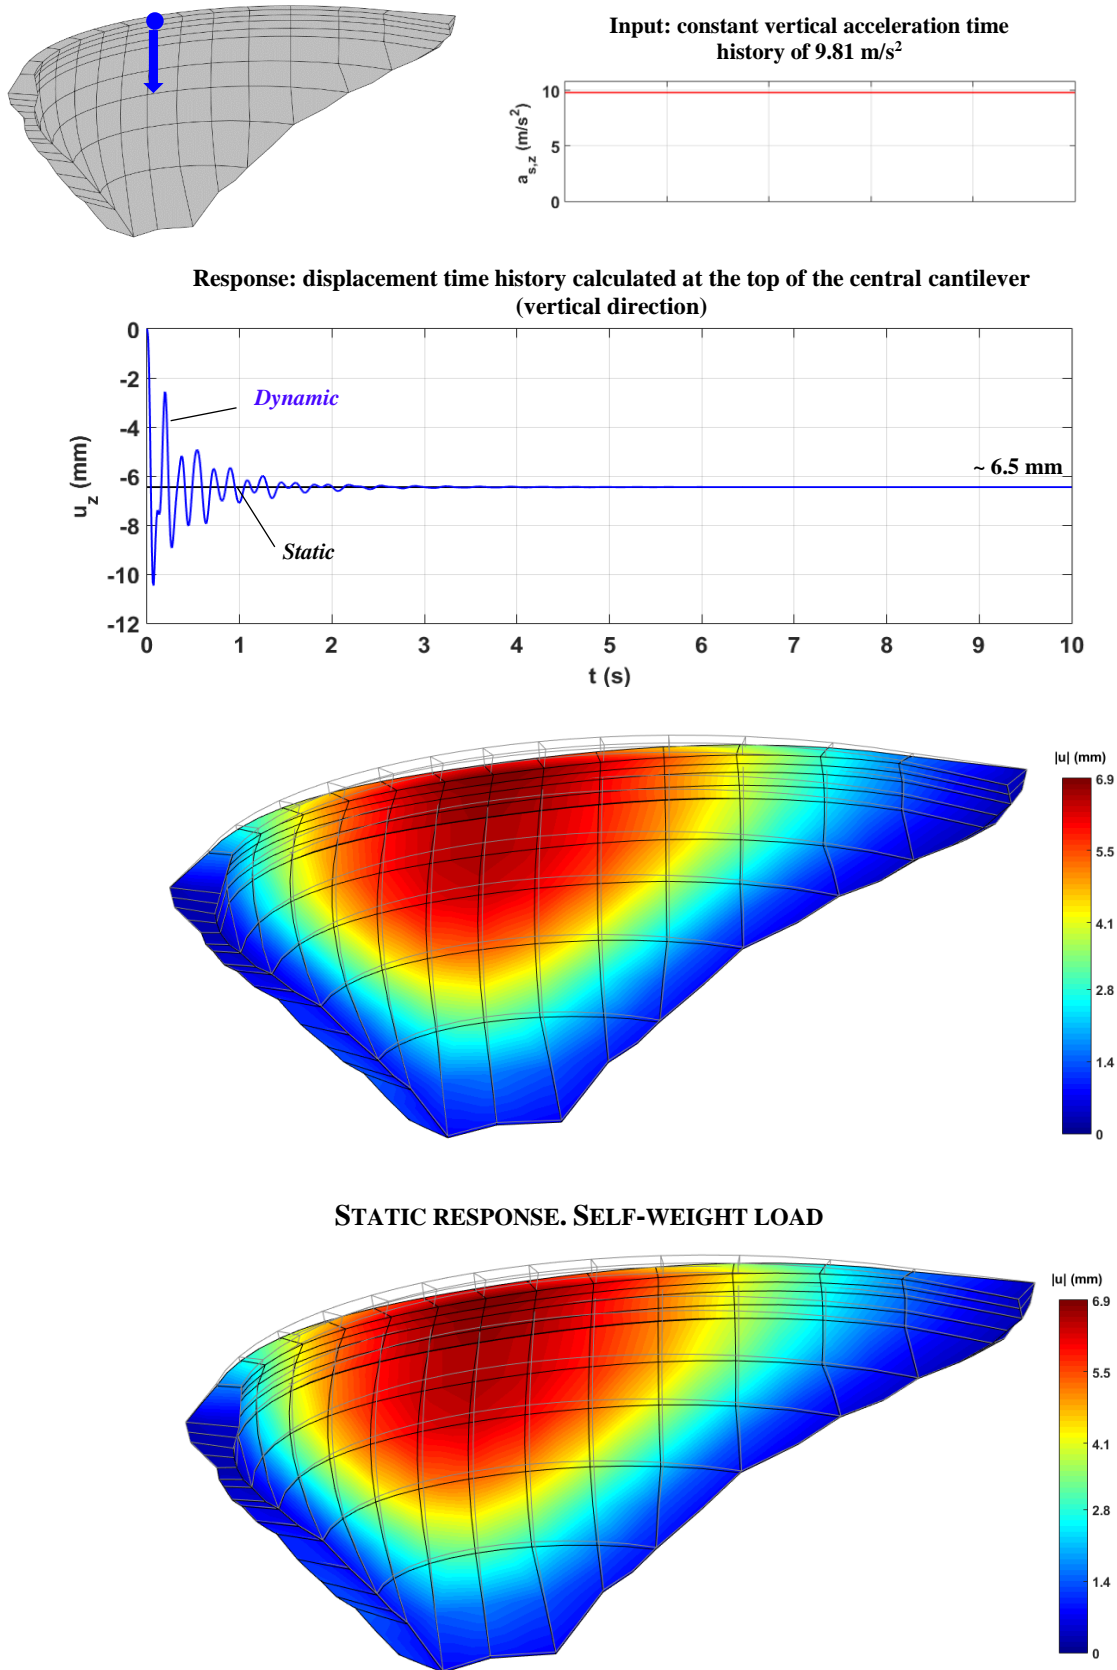 Input: constant vertical acceleration time
history of 9.81 m/s²
10
5
0
a s,z (m/s²)
Response: displacement time history calculated at the top of the central cantilever
(vertical direction)
0
-2
-4
-6
-8
-10
-12
u z (mm)
Dynamic
~ 6.5 mm
Static
0 1 2 3 4 5 6 7 8 9 10
t (s)
|u| (mm)
6.9
5.5
4.1
2.8
1.4
0
STATIC RESPONSE. SELF-WEIGHT LOAD
|u| (mm)
6.9
5.5
4.1
2.8
1.4
0